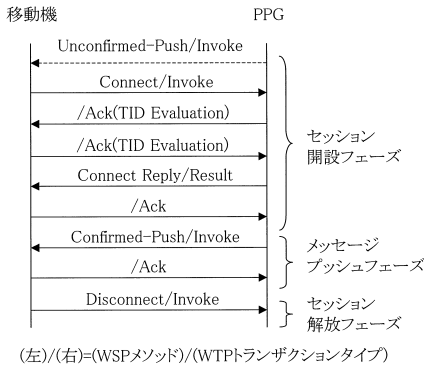 移動機 PPG
Unconfirmed-Push/Invoke
Connect/Invoke
/Ack(TID Evaluation)
/Ack(TID Evaluation)
Connect Reply/Result
/Ack
セッション
開設フェーズ
Confirmed-Push/Invoke
/Ack
メッセージ
プッシュフェーズ
Disconnect/Invoke
セッション
解放フェーズ
(左)/(右)=(WSPメソッド)/(WTPトランザクションタイプ)